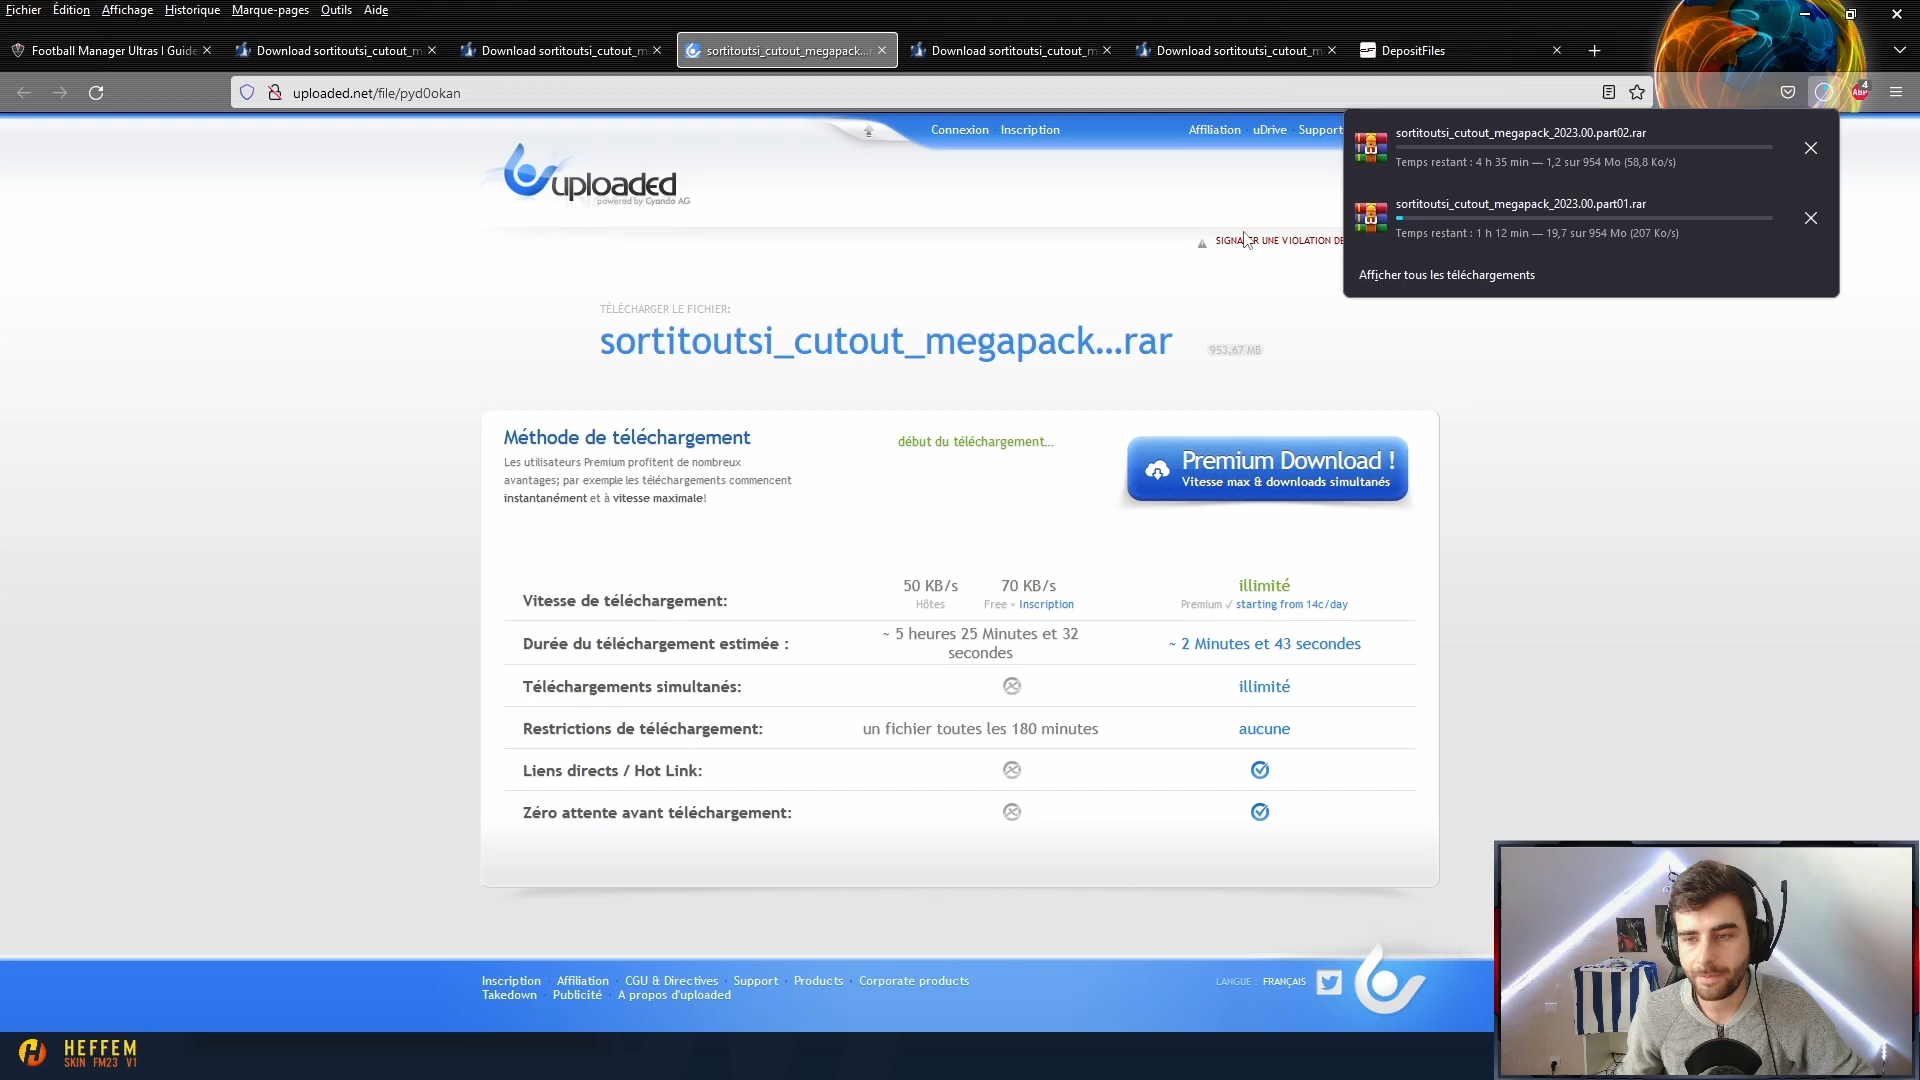 Fichier Édition Affichage Historique Marque-pages Outils Aide
Football Manager Ultras | Guide
Download sortitoutsi_cutout_m
Download sortitoutsi_cutout_m
sortitoutsi_cutout_megapack...r
Download sortitoutsi_cutout_m
Download sortitoutsi_cutout_m
DepositFiles
uploaded.net/file/pyd0okan
4
ABP
Connexion Inscription
Affiliation uDrive Support
uploaded
powered by Cyando AG
sortitoutsi_cutout_megapack_2023.00.part02.rar
Temps restant : 4 h 35 min — 1,2 sur 954 Mo (58,8 Ko/s)
sortitoutsi_cutout_megapack_2023.00.part01.rar
Temps restant : 1 h 12 min — 19,7 sur 954 Mo (207 Ko/s)
Afficher tous les téléchargements
SIGNALER UNE VIOLATION DE
TÉLÉCHARGER LE FICHIER:
sortitoutsi_cutout_megapack...rar
953,67 MB
Méthode de téléchargement
Les utilisateurs Premium profitent de nombreux
avantages; par exemple les téléchargements commencent
instantanément et à vitesse maximale!
début du téléchargement...
Premium Download !
Vitesse max & downloads simultanés
Vitesse de téléchargement:
50 KB/s
Hôtes
70 KB/s
Free » Inscription
illimité
Premium ✓ starting from 14c/day
Durée du téléchargement estimée :
~ 5 heures 25 Minutes et 32
secondes
~ 2 Minutes et 43 secondes
Téléchargements simultanés:
illimité
Restrictions de téléchargement:
un fichier toutes les 180 minutes
aucune
Liens directs / Hot Link:
Zéro attente avant téléchargement:
Inscription · Affiliation · CGU & Directives · Support · Products · Corporate products
Takedown · Publicité · A propos d'uploaded
LANGUE : FRANÇAIS
HEFFEM
SKIN FM23 V1